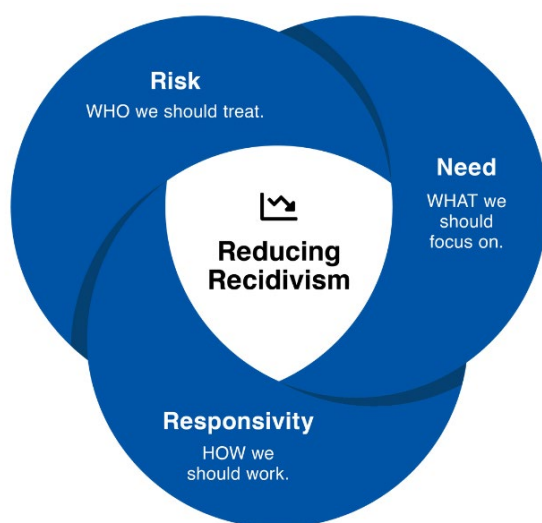 Risk
WHO we should treat.
Need
WHAT we
should
focus on.
Reducing
Recidivism
Responsivity
HOW we
should work.